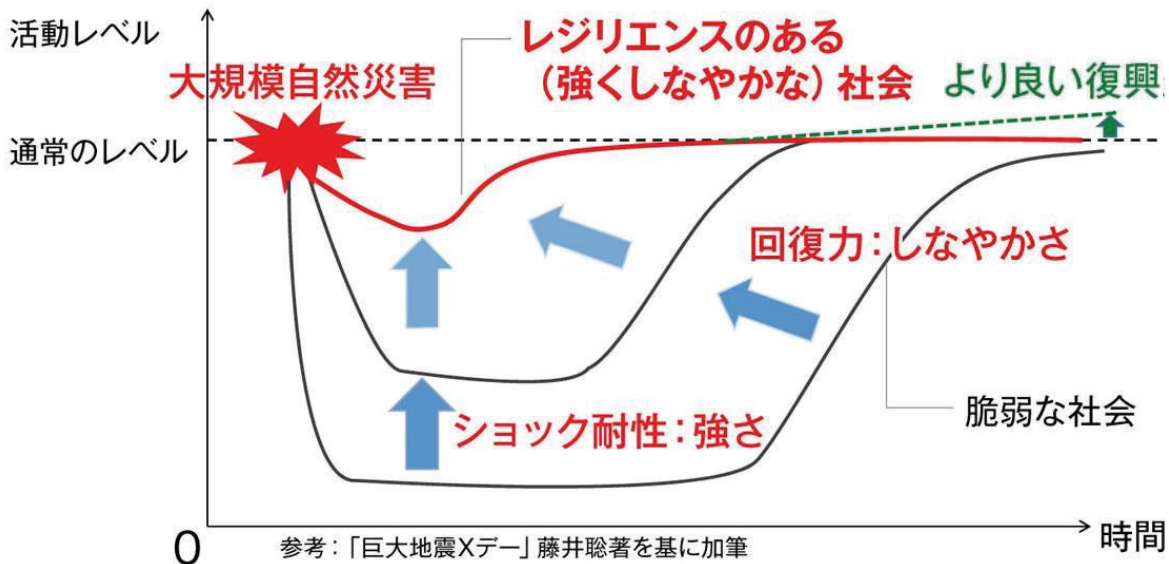 活動レベル
大規模自然災害
レジリエンスのある
(強くしなやかな)社会
より良い復興
通常のレベル
回復力:しなやかさ
ショック耐性:強さ
脆弱な社会
0
参考:「巨大地震Xデー」藤井聡著を基に加筆
時間